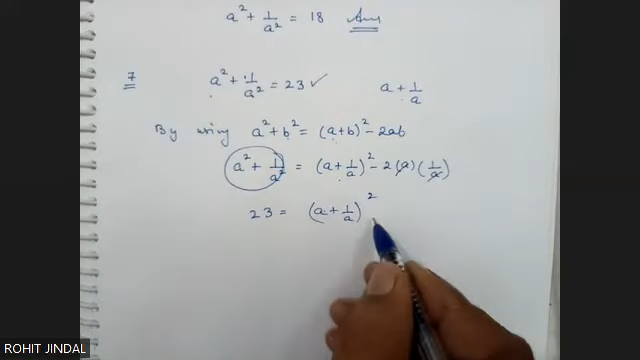 a² + 1/a² = 18 Ans
7 a² + 1/a² = 23 ✓ a + 1/a
By using a² + b² = (a+b)² - 2ab
a² + 1/a² = (a + 1/a)² - 2(a)(1/a)
23 = (a + 1/a)²
ROHIT JINDAL